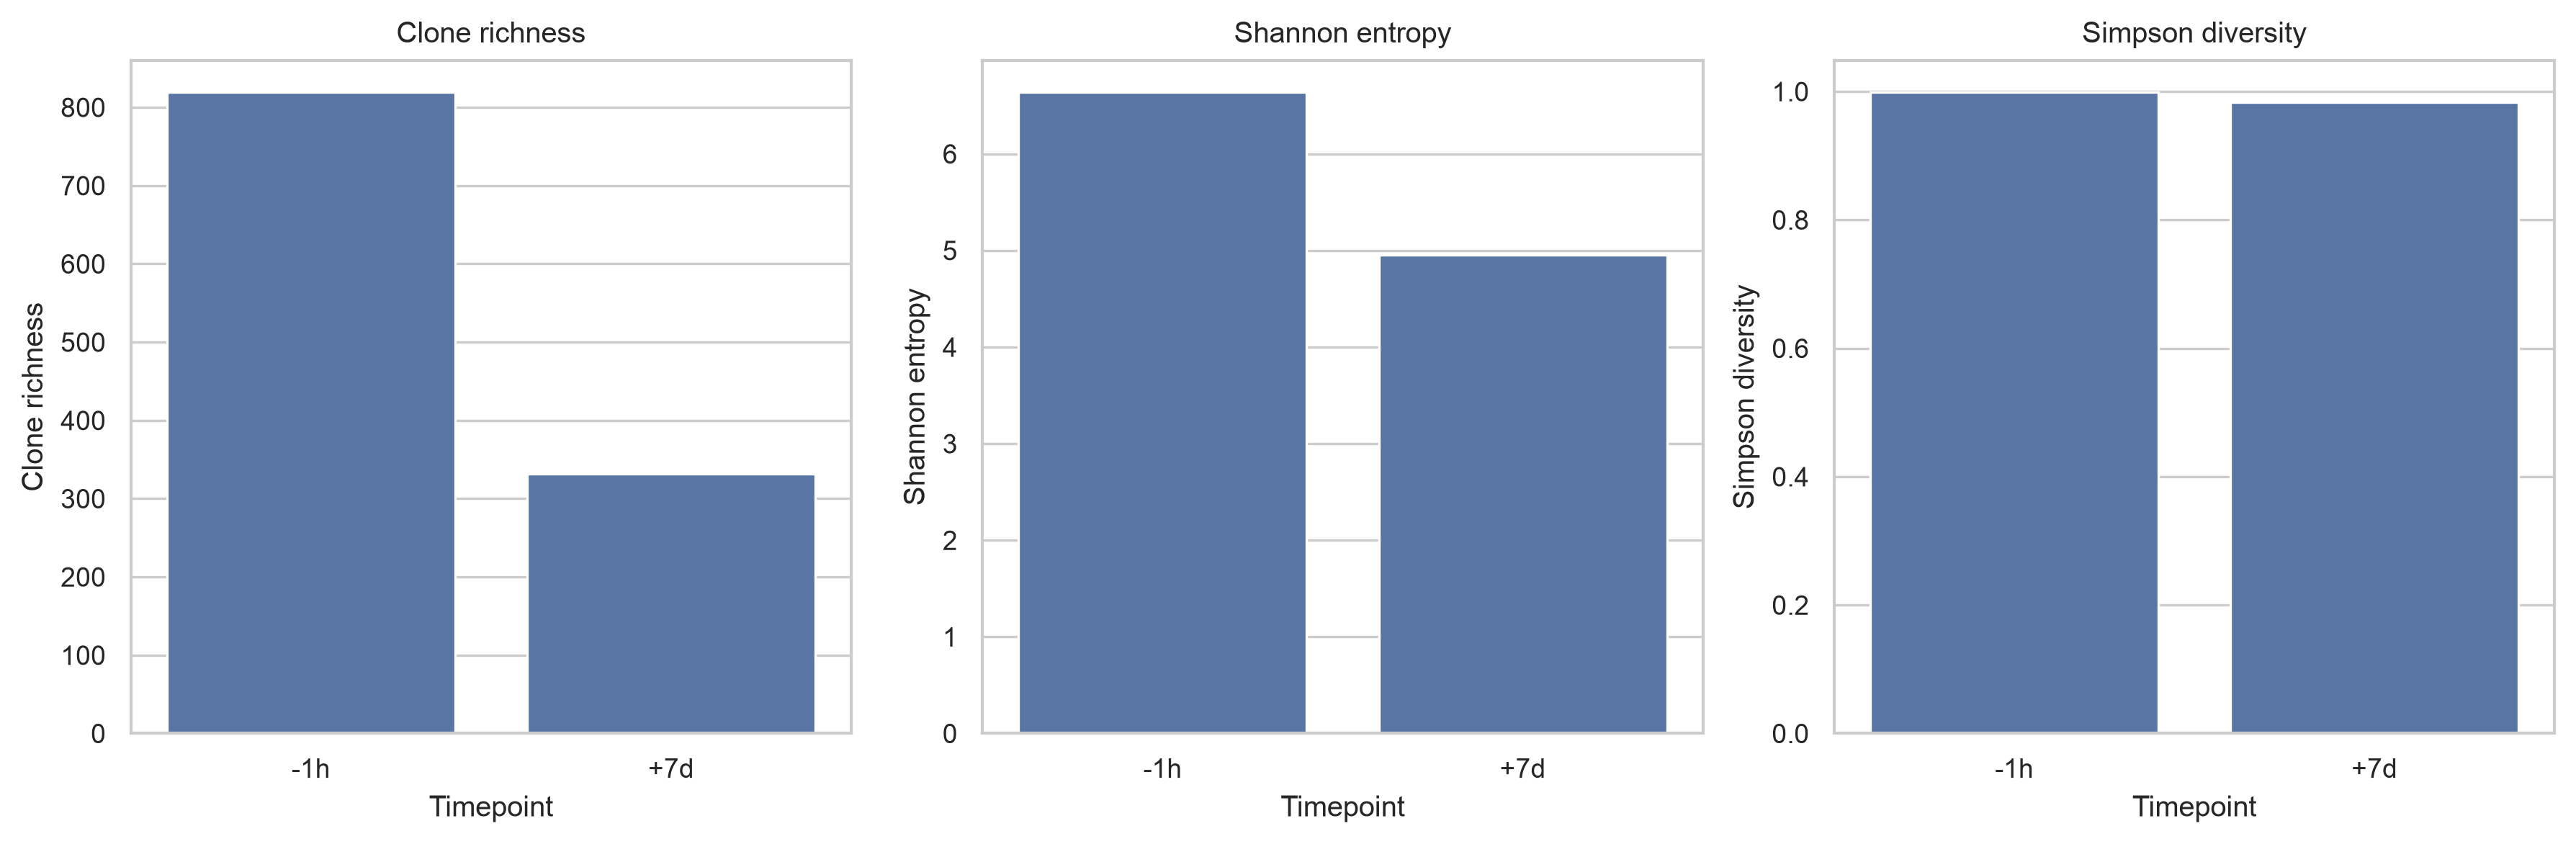 Clone richness
Clone richness
800
700
600
500
400
300
200
100
0
-1h
+7d
Timepoint
Shannon entropy
Shannon entropy
6
5
4
3
2
1
0
-1h
+7d
Timepoint
Simpson diversity
Simpson diversity
1.0
0.8
0.6
0.4
0.2
0.0
-1h
+7d
Timepoint